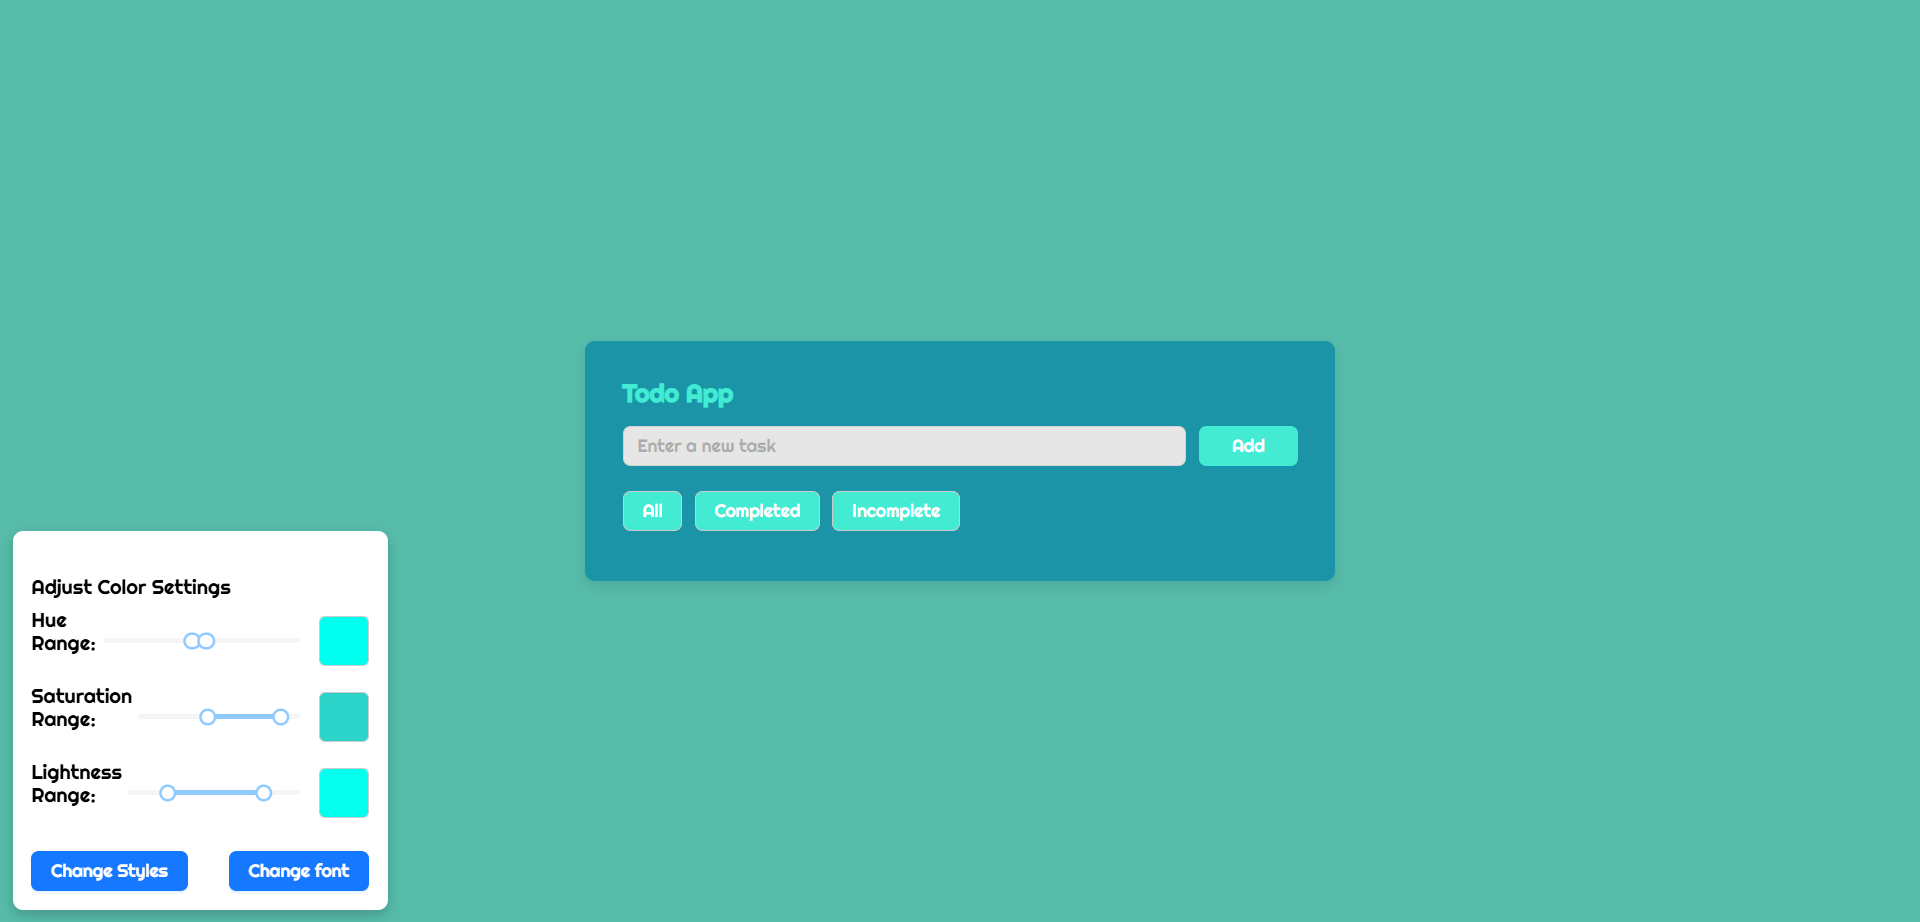 Todo App
Enter a new task
Add
All Completed Incomplete
Adjust Color Settings
Hue
Range:
Saturation
Range:
Lightness
Range:
Change Styles Change font